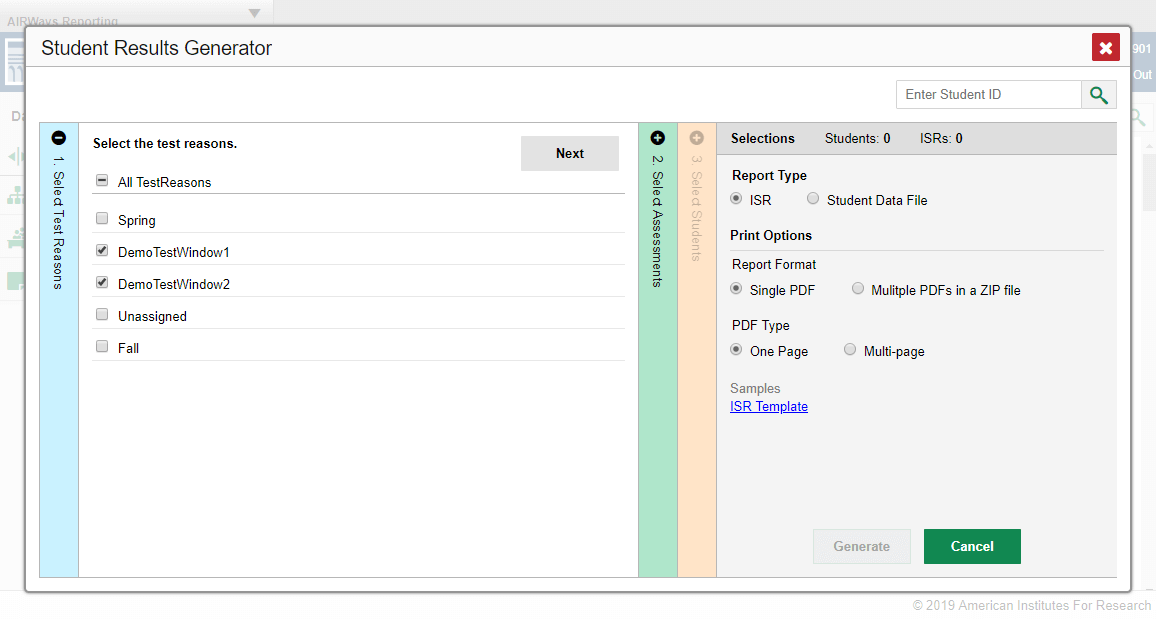 AIRWays Reporting
Student Results Generator
901
Out
Enter Student ID
1. Select Test Reasons
Select the test reasons.
Next
All TestReasons
Spring
DemoTestWindow1
DemoTestWindow2
Unassigned
Fall
2. Select Assessments
3. Select Students
Selections Students: 0 ISRs: 0
Report Type
ISR Student Data File
Print Options
Report Format
Single PDF Mulitple PDFs in a ZIP file
PDF Type
One Page Multi-page
Samples
ISR Template
Generate Cancel
© 2019 American Institutes For Research